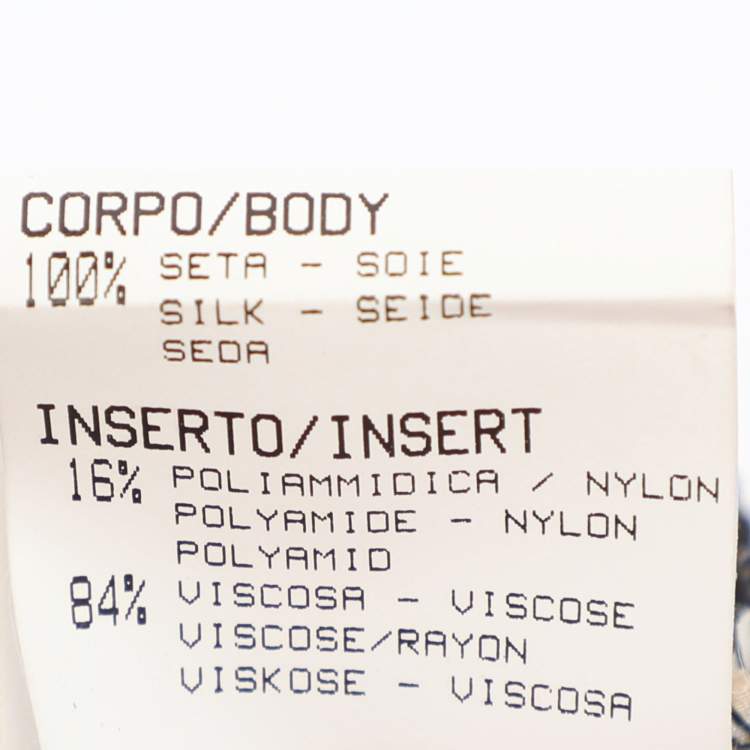 CORPO/BODY
100% SETA - SOIE
SILK - SEIDE
SEDA
INSERTO/INSERT
16% POLIAMMIDICA / NYLON
POLYAMIDE - NYLON
POLYAMID
84% VISCOSA - VISCOSE
VISCOSE/RAYON
VISKOSE - VISCOSA